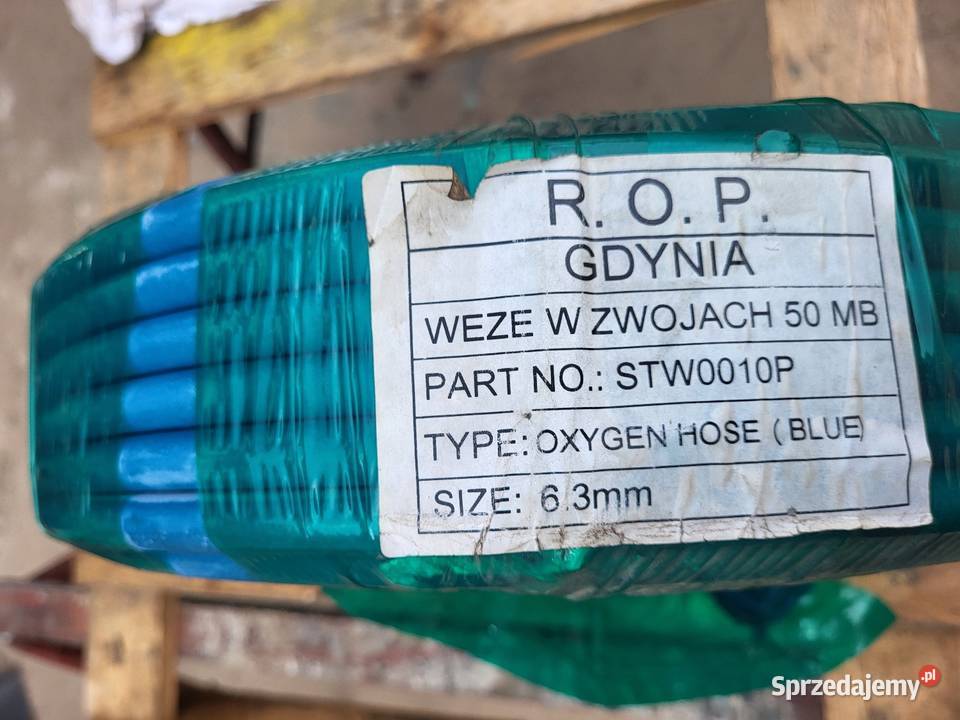 R. O. P.
GDYNIA
WEZE W ZWOJACH 50 MB
PART NO.: STW0010P
TYPE: OXYGEN HOSE (BLUE)
SIZE: 6.3mm
Sprzedajemy.pl